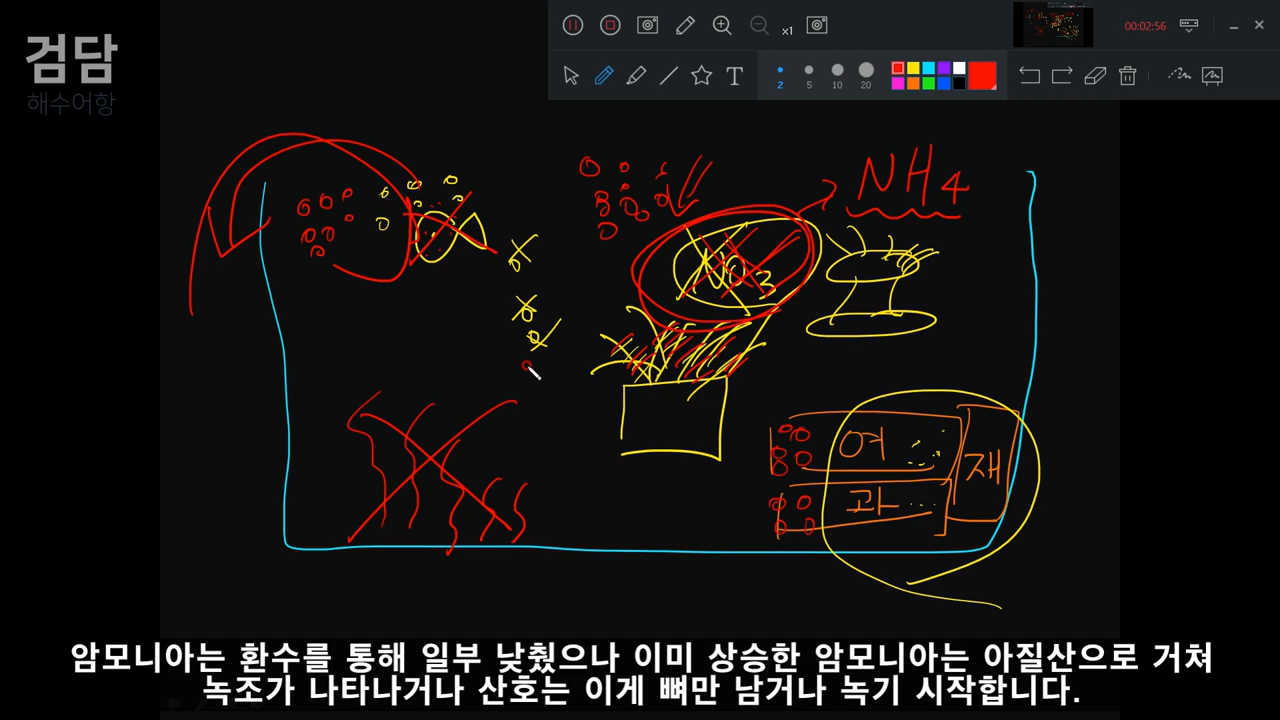 검담
해수어항
x1
00:02:56
T
2
5
10
20
NH4
NO3
여
과
재
암모니아는 환수를 통해 일부 낮췄으나 이미 상승한 암모니아는 아질산으로 거쳐
녹조가 나타나거나 산호는 이게 뼈만 남거나 녹기 시작합니다.